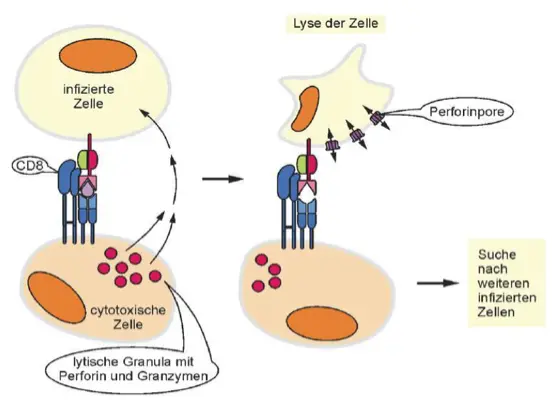 Lyse der Zelle
infizierte
Zelle
Perforinpore
CD8
cytotoxische
Zelle
lytische Granula mit
Perforin und Granzymen
Suche
nach
weiteren
infizierten
Zellen